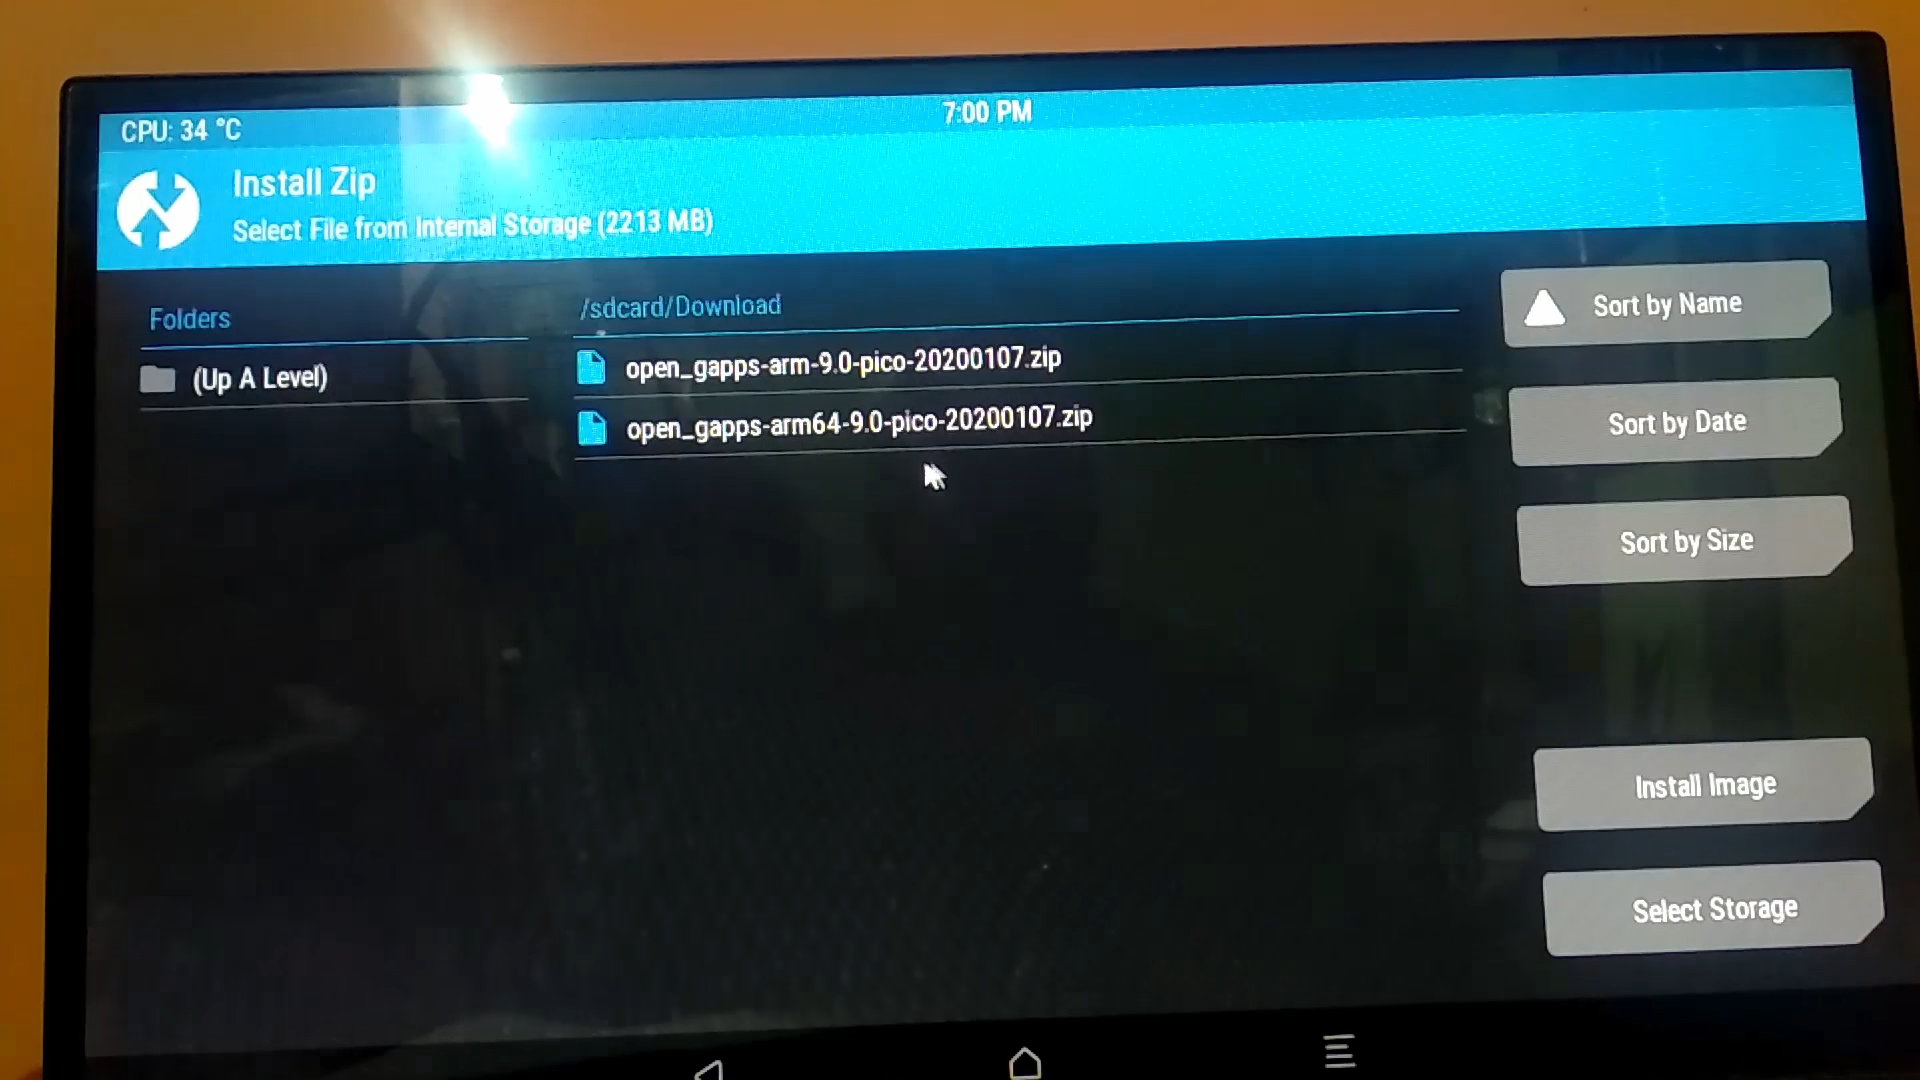 CPU: 34 °C
7:00 PM
Install Zip
Select File from Internal Storage (2213 MB)
Folders
(Up A Level)
/sdcard/Download
open_gapps-arm-9.0-pico-20200107.zip
open_gapps-arm64-9.0-pico-20200107.zip
Sort by Name
Sort by Date
Sort by Size
Install Image
Select Storage